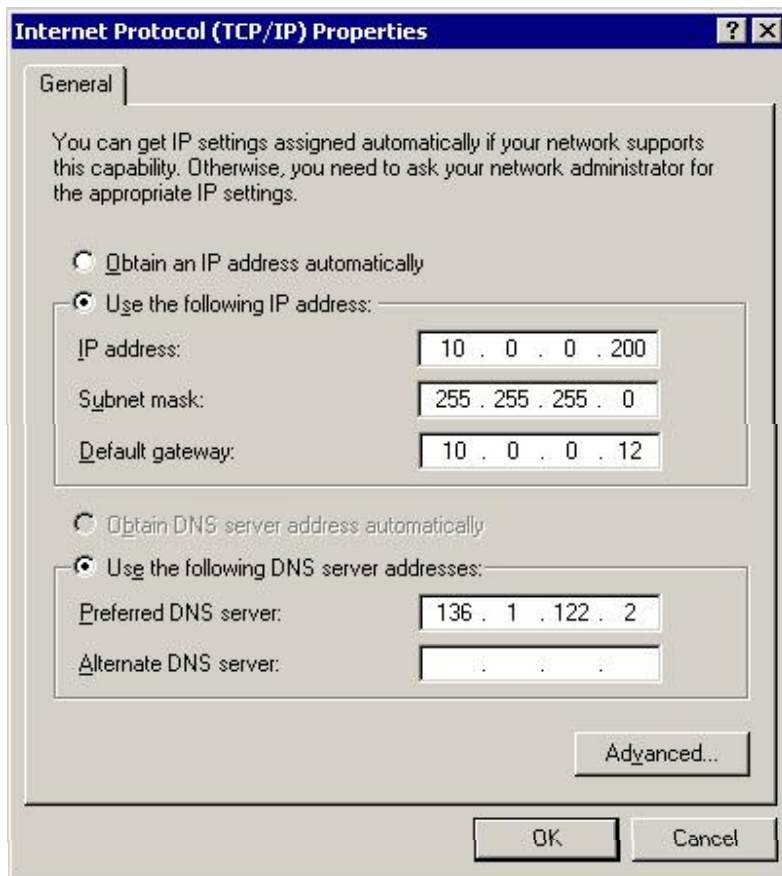 Internet Protocol (TCP/IP) Properties
General
You can get IP settings assigned automatically if your network supports
this capability. Otherwise, you need to ask your network administrator for
the appropriate IP settings.
Obtain an IP address automatically
Use the following IP address:
IP address: 10 . 0 . 0 . 200
Subnet mask: 255 . 255 . 255 . 0
Default gateway: 10 . 0 . 0 . 12
Obtain DNS server address automatically
Use the following DNS server addresses:
Preferred DNS server: 136 . 1 . 122 . 2
Alternate DNS server: . . .
Advanced...
OK Cancel